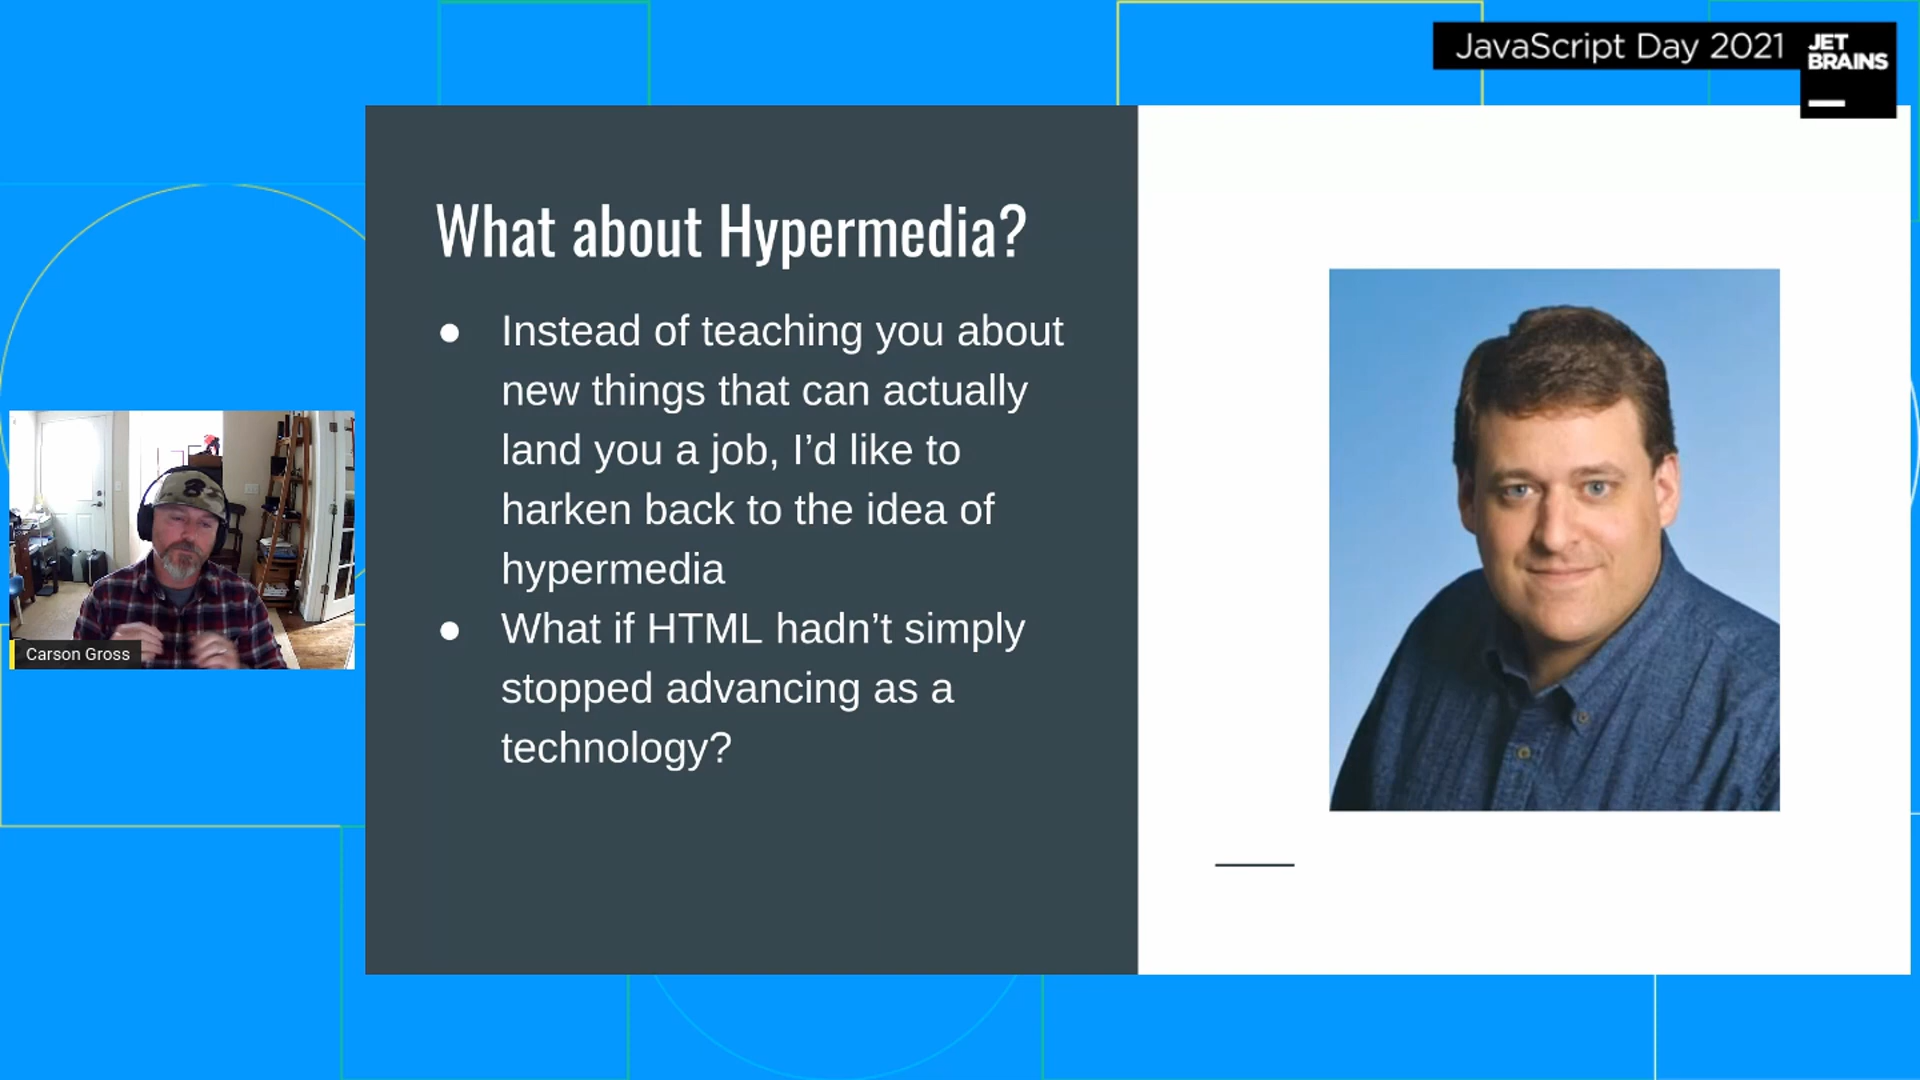 JavaScript Day 2021
JET
BRAINS
What about Hypermedia?
● Instead of teaching you about
new things that can actually
land you a job, I’d like to
harken back to the idea of
hypermedia
● What if HTML hadn’t simply
stopped advancing as a
technology?
Carson Gross